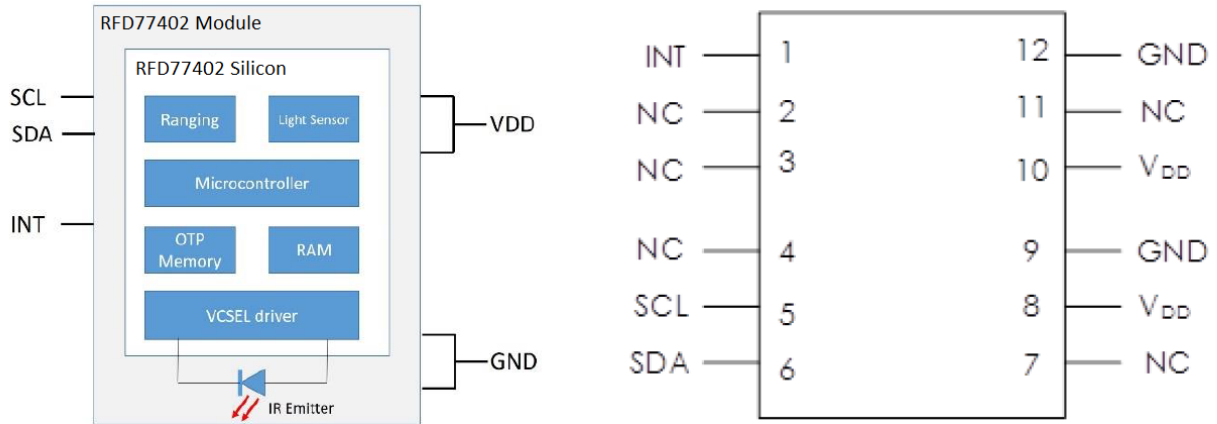 RFD77402 Module
RFD77402 Silicon
SCL
SDA
INT
Ranging
Light Sensor
Microcontroller
OTP
Memory
RAM
VCSEL driver
IR Emitter
VDD
GND
INT 1
NC 2
NC 3
NC 4
SCL 5
SDA 6
12 GND
11 NC
10 VDD
9 GND
8 VDD
7 NC